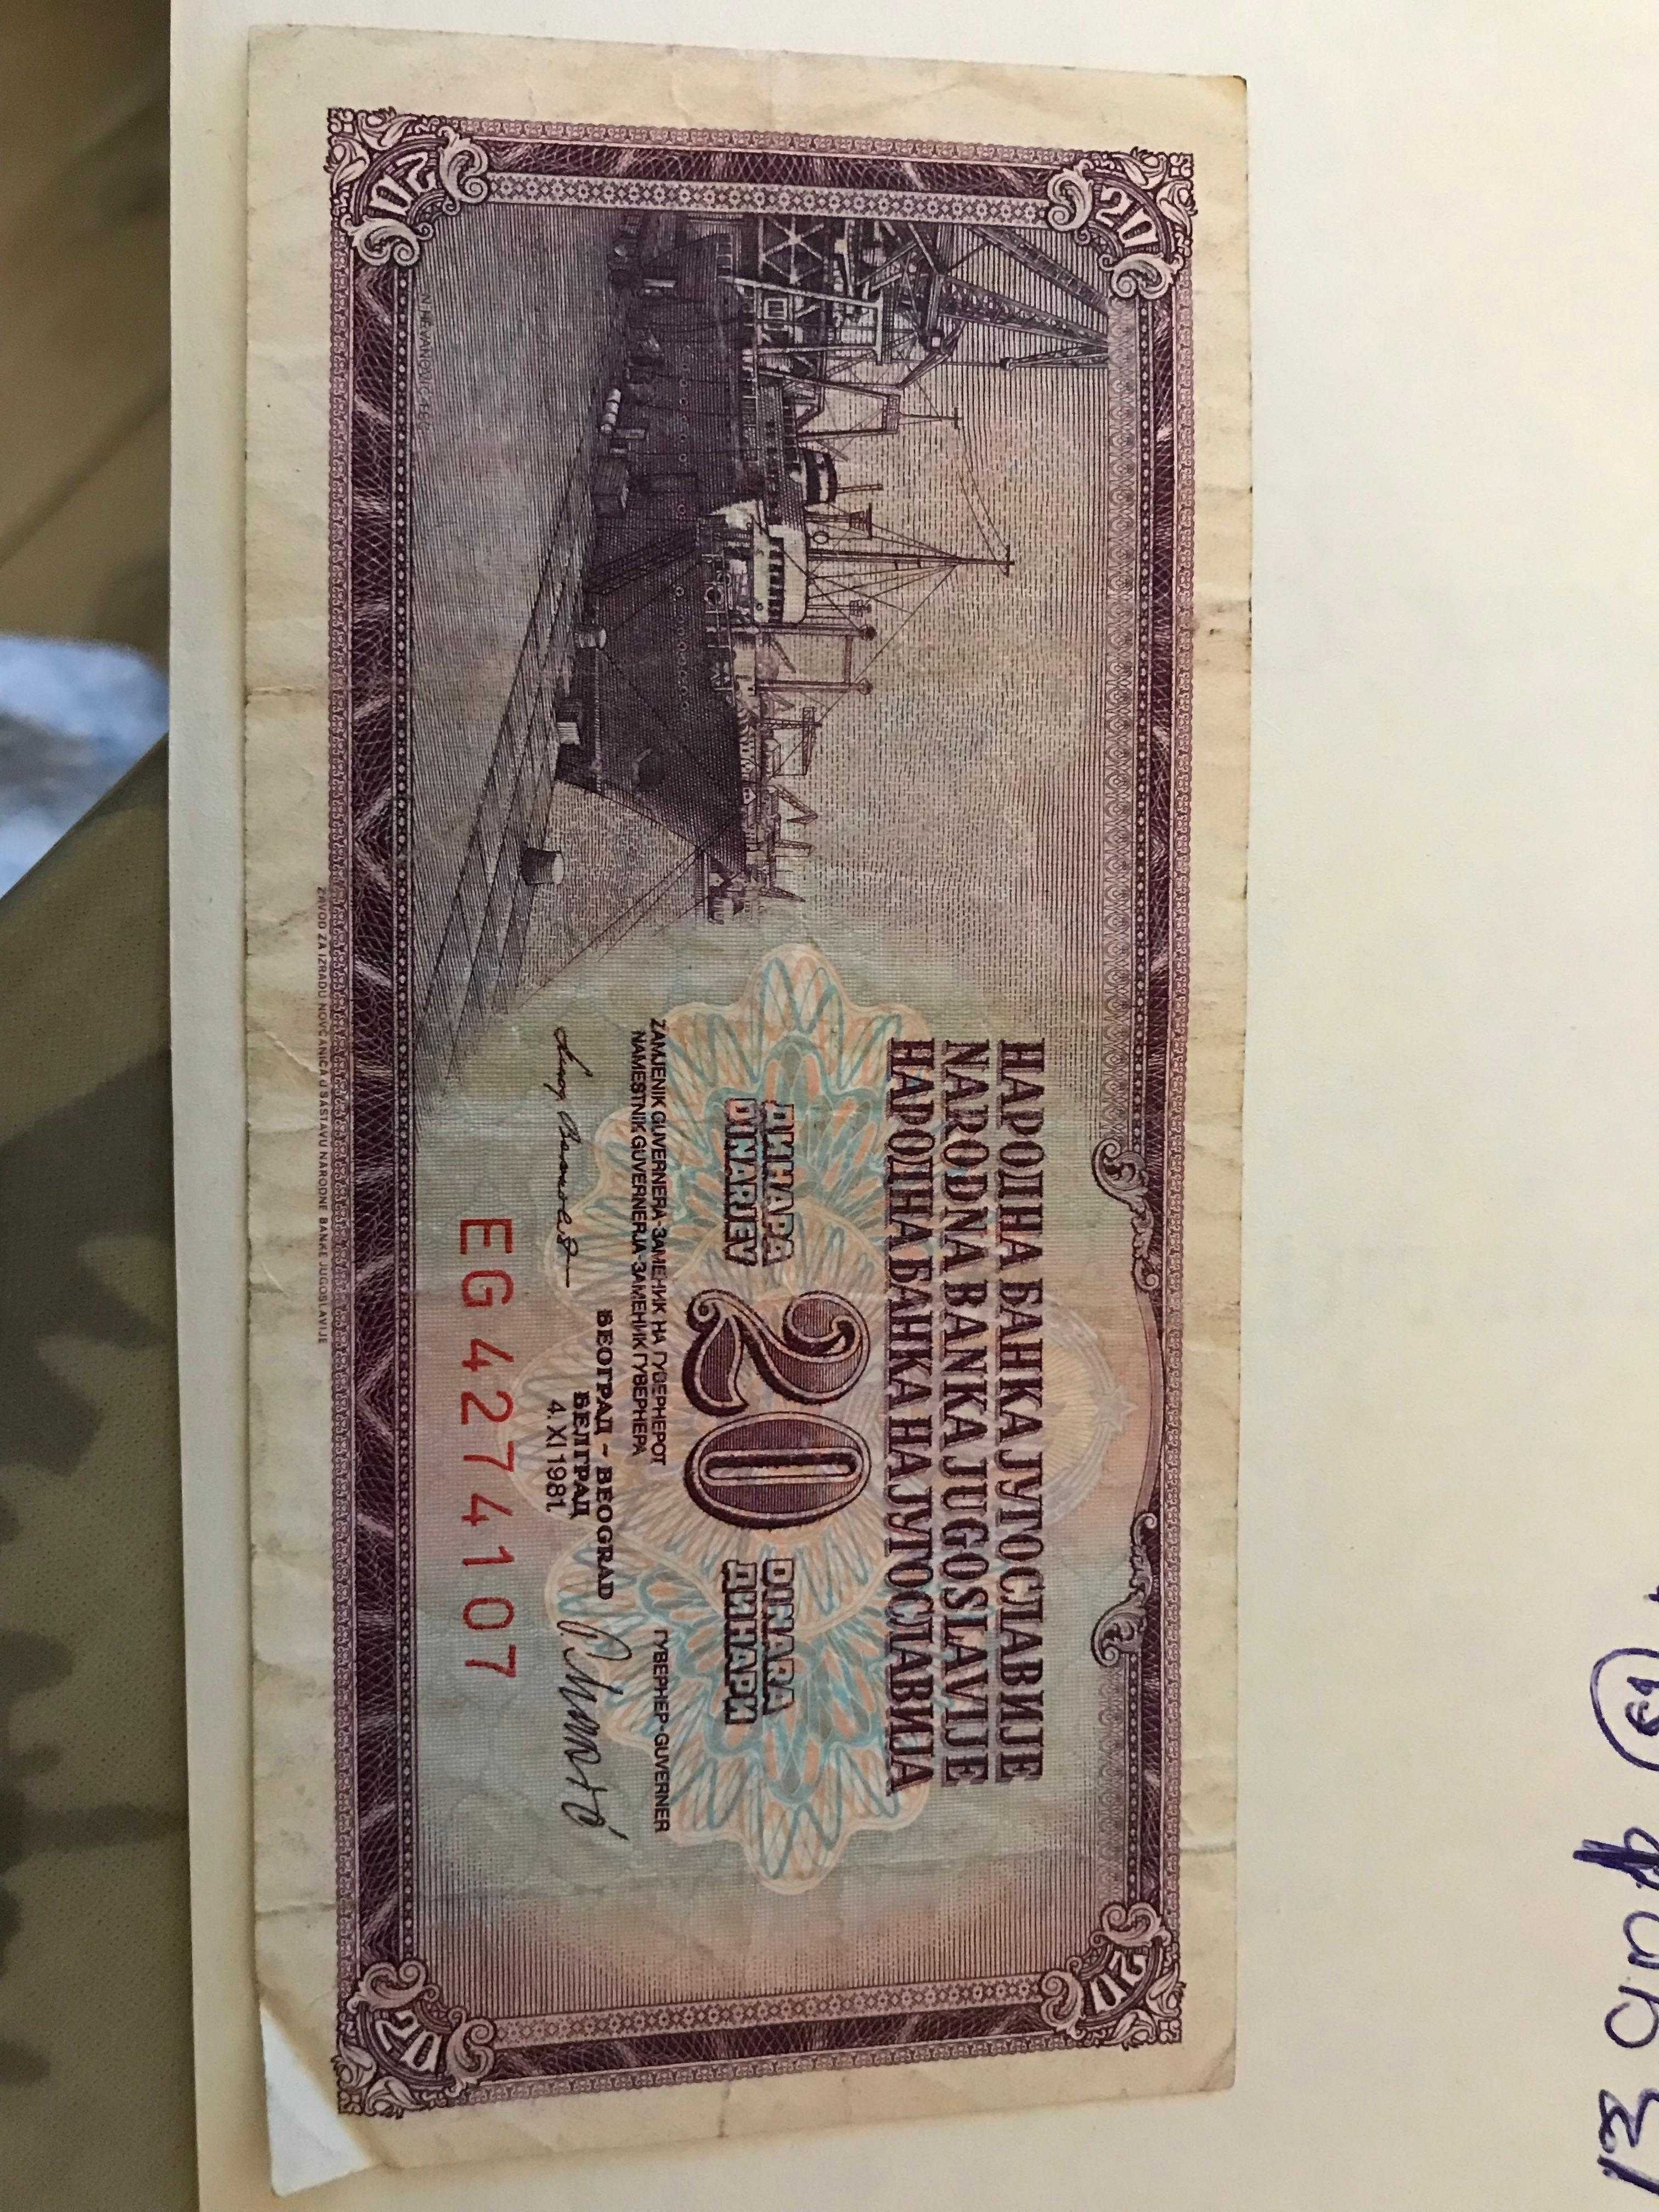 НАРОДНА БАНКА ЈУГОСЛАВИЈЕ
NARODNA BANKA JUGOSLAVIJE
НАРОДНА БАНКА НА ЈУГОСЛАВИЈА
ДИНАРА
DINARJEV
20
DINARA
ДИНАРИ
ZAMJENIK GUVERNERA-ЗАМЕНИК НА ГУВЕРНЕРОТ
NAMESTNIK GUVERNERJA-ЗАМЕНИК ГУВЕРНЕРА
ГУВЕРНЕР-GUVERNER
БЕОГРАД - BEOGRAD
БЕЛГРАД
4. XI 1981.
EG4274107
ZAVOD ZA IZRADU NOVČANICA U SASTAVU NARODNE BANKE JUGOSLAVIJE
20
20
20
20